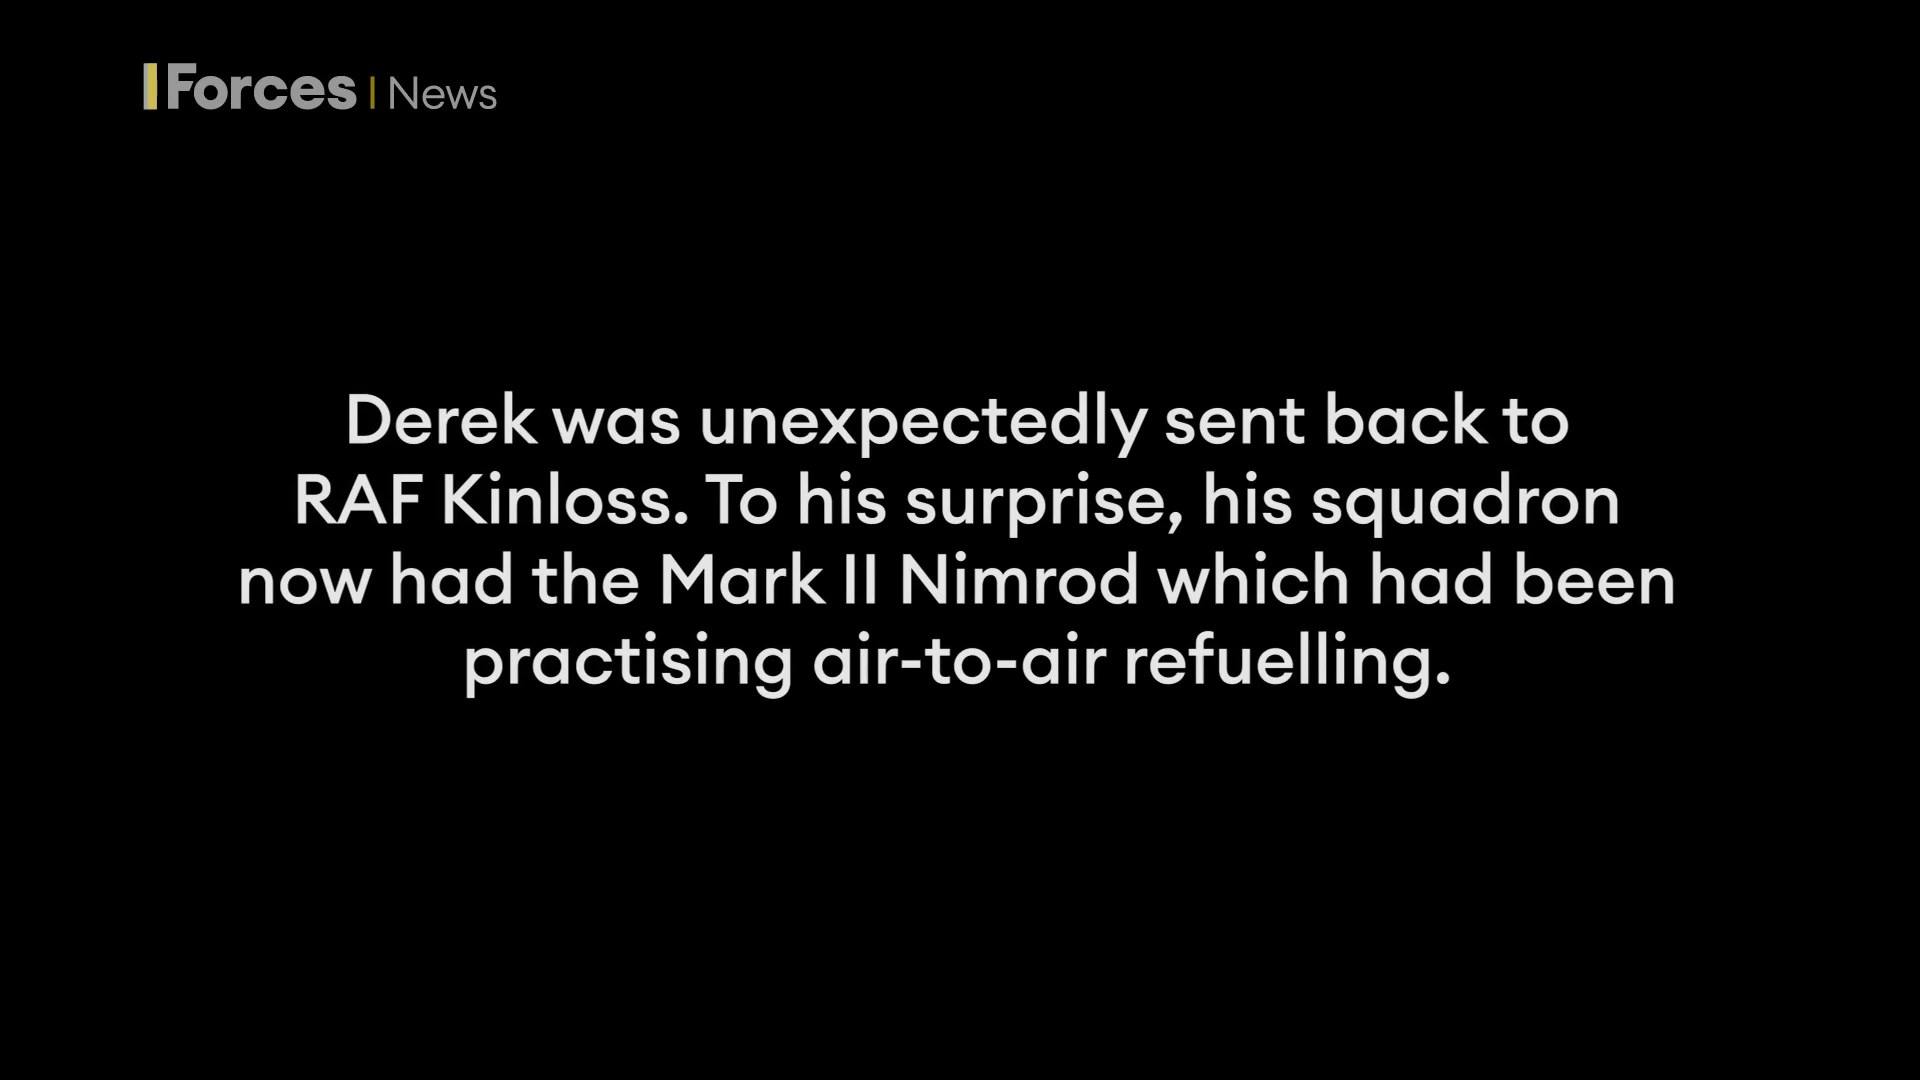 Forces | News
Derek was unexpectedly sent back to
RAF Kinloss. To his surprise, his squadron
now had the Mark II Nimrod which had been
practising air-to-air refuelling.